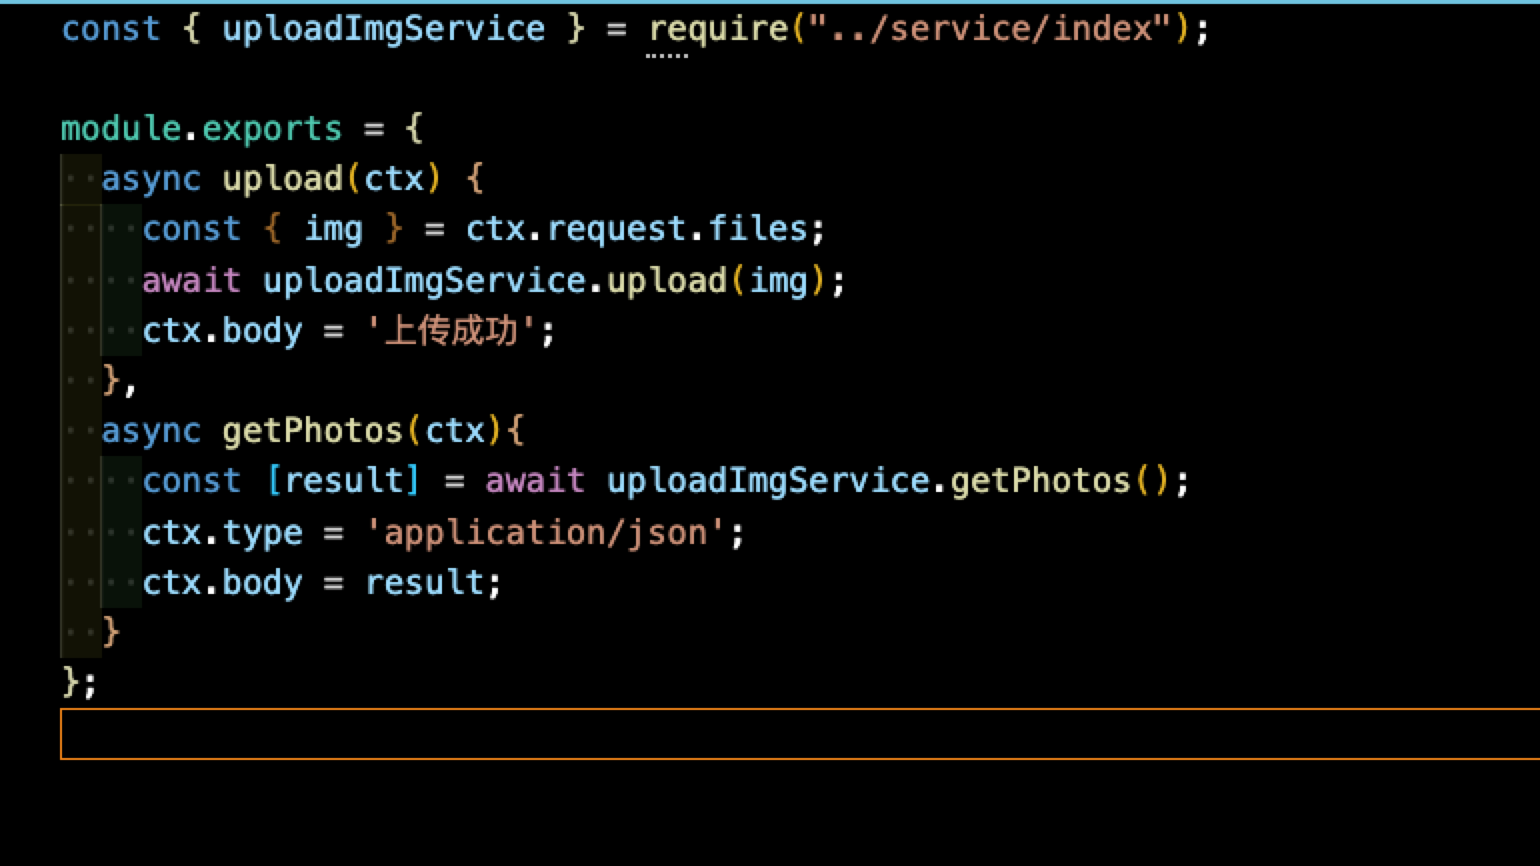 const { uploadImgService } = require("../service/index");
module.exports = {
  async upload(ctx) {
    const { img } = ctx.request.files;
    await uploadImgService.upload(img);
    ctx.body = '上传成功';
  },
  async getPhotos(ctx){
    const [result] = await uploadImgService.getPhotos();
    ctx.type = 'application/json';
    ctx.body = result;
  }
};